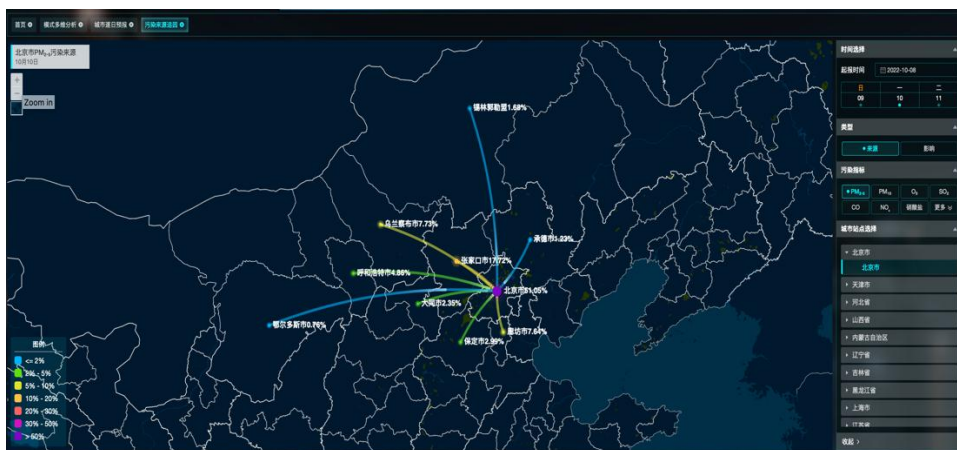 首页
模式多维分析
城市逐日预报
污染来源追因
北京市PM₂.₅污染来源
10月10日
+
−
Zoom in
锡林郭勒盟1.68%
乌兰察布市7.73%
承德市1.23%
张家口市17.72%
呼和浩特市4.86%
北京市51.05%
大同市2.35%
鄂尔多斯市0.76%
保定市2.99%
廊坊市7.64%
图例
<= 2%
2% - 5%
5% - 10%
10% - 20%
20% - 30%
30% - 50%
> 50%
时间选择
起报时间 2022-10-08
日 一 二
09 10 11
类型
来源 影响
污染指标
PM₂.₅ PM₁₀ O₃ SO₂
CO NO₂ 硝酸盐 更多
城市站点选择
北京市
北京市
天津市
河北省
山西省
内蒙古自治区
辽宁省
吉林省
黑龙江省
上海市
江苏省
收起 >